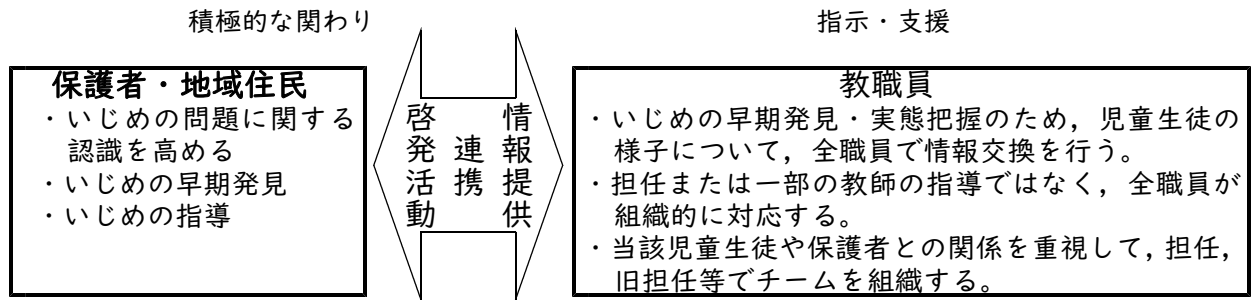 積極的な関わり
指示・支援
保護者・地域住民
・いじめの問題に関する
認識を高める
・いじめの早期発見
・いじめの指導
啓発活動
連携
情報提供
教職員
・いじめの早期発見・実態把握のため，児童生徒の
様子について，全職員で情報交換を行う。
・担任または一部の教師の指導ではなく，全職員が
組織的に対応する。
・当該児童生徒や保護者との関係を重視して，担任，
旧担任等でチームを組織する。